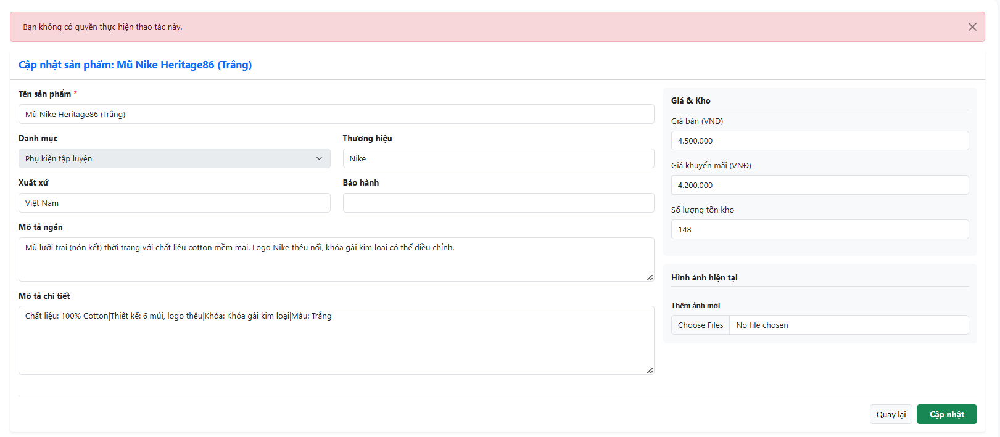 Bạn không có quyền thực hiện thao tác này.
Cập nhật sản phẩm: Mũ Nike Heritage86 (Trắng)
Tên sản phẩm *
Mũ Nike Heritage86 (Trắng)
Danh mục
Thương hiệu
Phụ kiện tập luyện
Nike
Xuất xứ
Bảo hành
Việt Nam
Mô tả ngắn
Mũ lưỡi trai (nón kết) thời trang với chất liệu cotton mềm mại. Logo Nike thêu nổi, khóa gài kim loại có thể điều chỉnh.
Mô tả chi tiết
Chất liệu: 100% Cotton|Thiết kế: 6 múi, logo thêu|Khóa: Khóa gài kim loại|Màu: Trắng
Giá & Kho
Giá bán (VNĐ)
4.500.000
Giá khuyến mãi (VNĐ)
4.200.000
Số lượng tồn kho
148
Hình ảnh hiện tại
Thêm ảnh mới
Choose Files No file chosen
Quay lại
Cập nhật